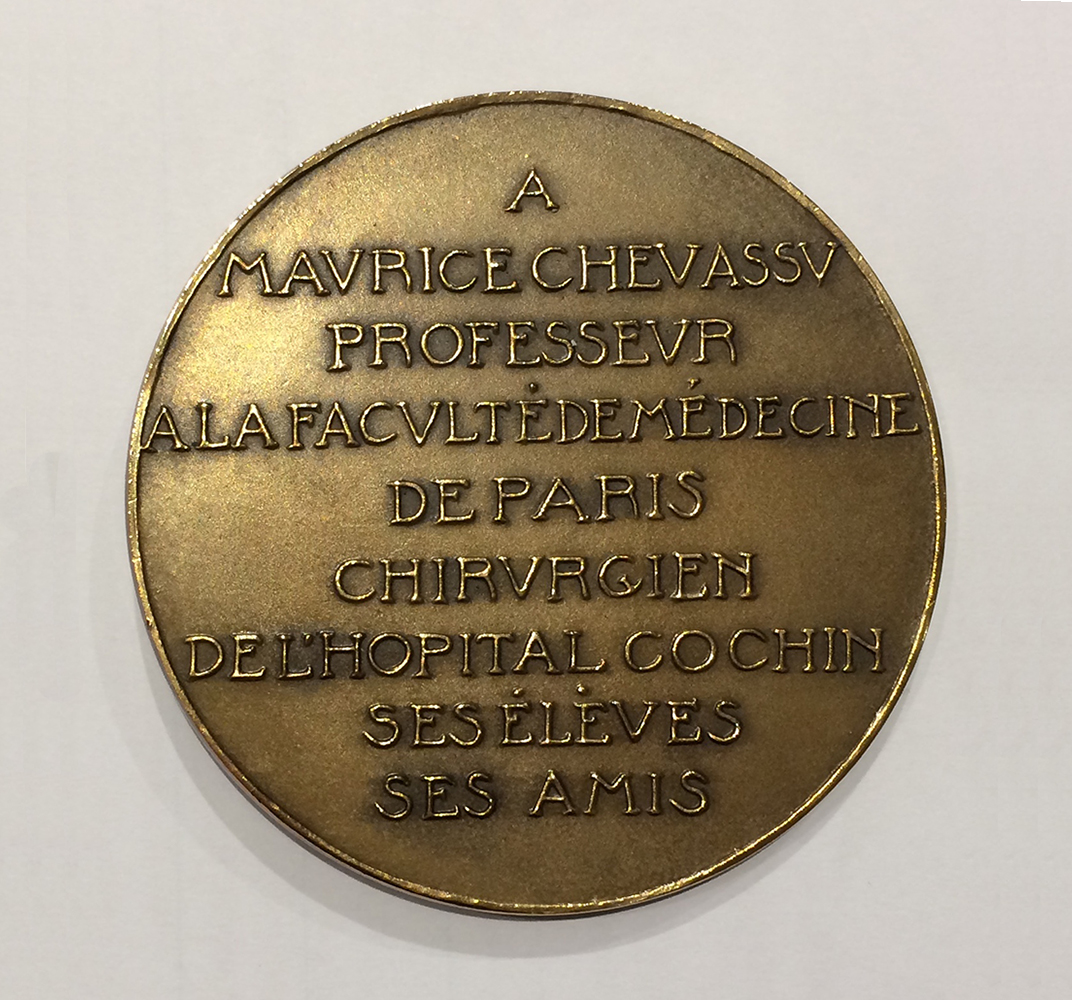 A
MAVRICE CHEVASSV
PROFESSEVR
A LA FACVLTÉ DE MÉDECINE
DE PARIS
CHIRVRGIEN
DE L'HOPITAL COCHIN
SES ÉLÈVES
SES AMIS